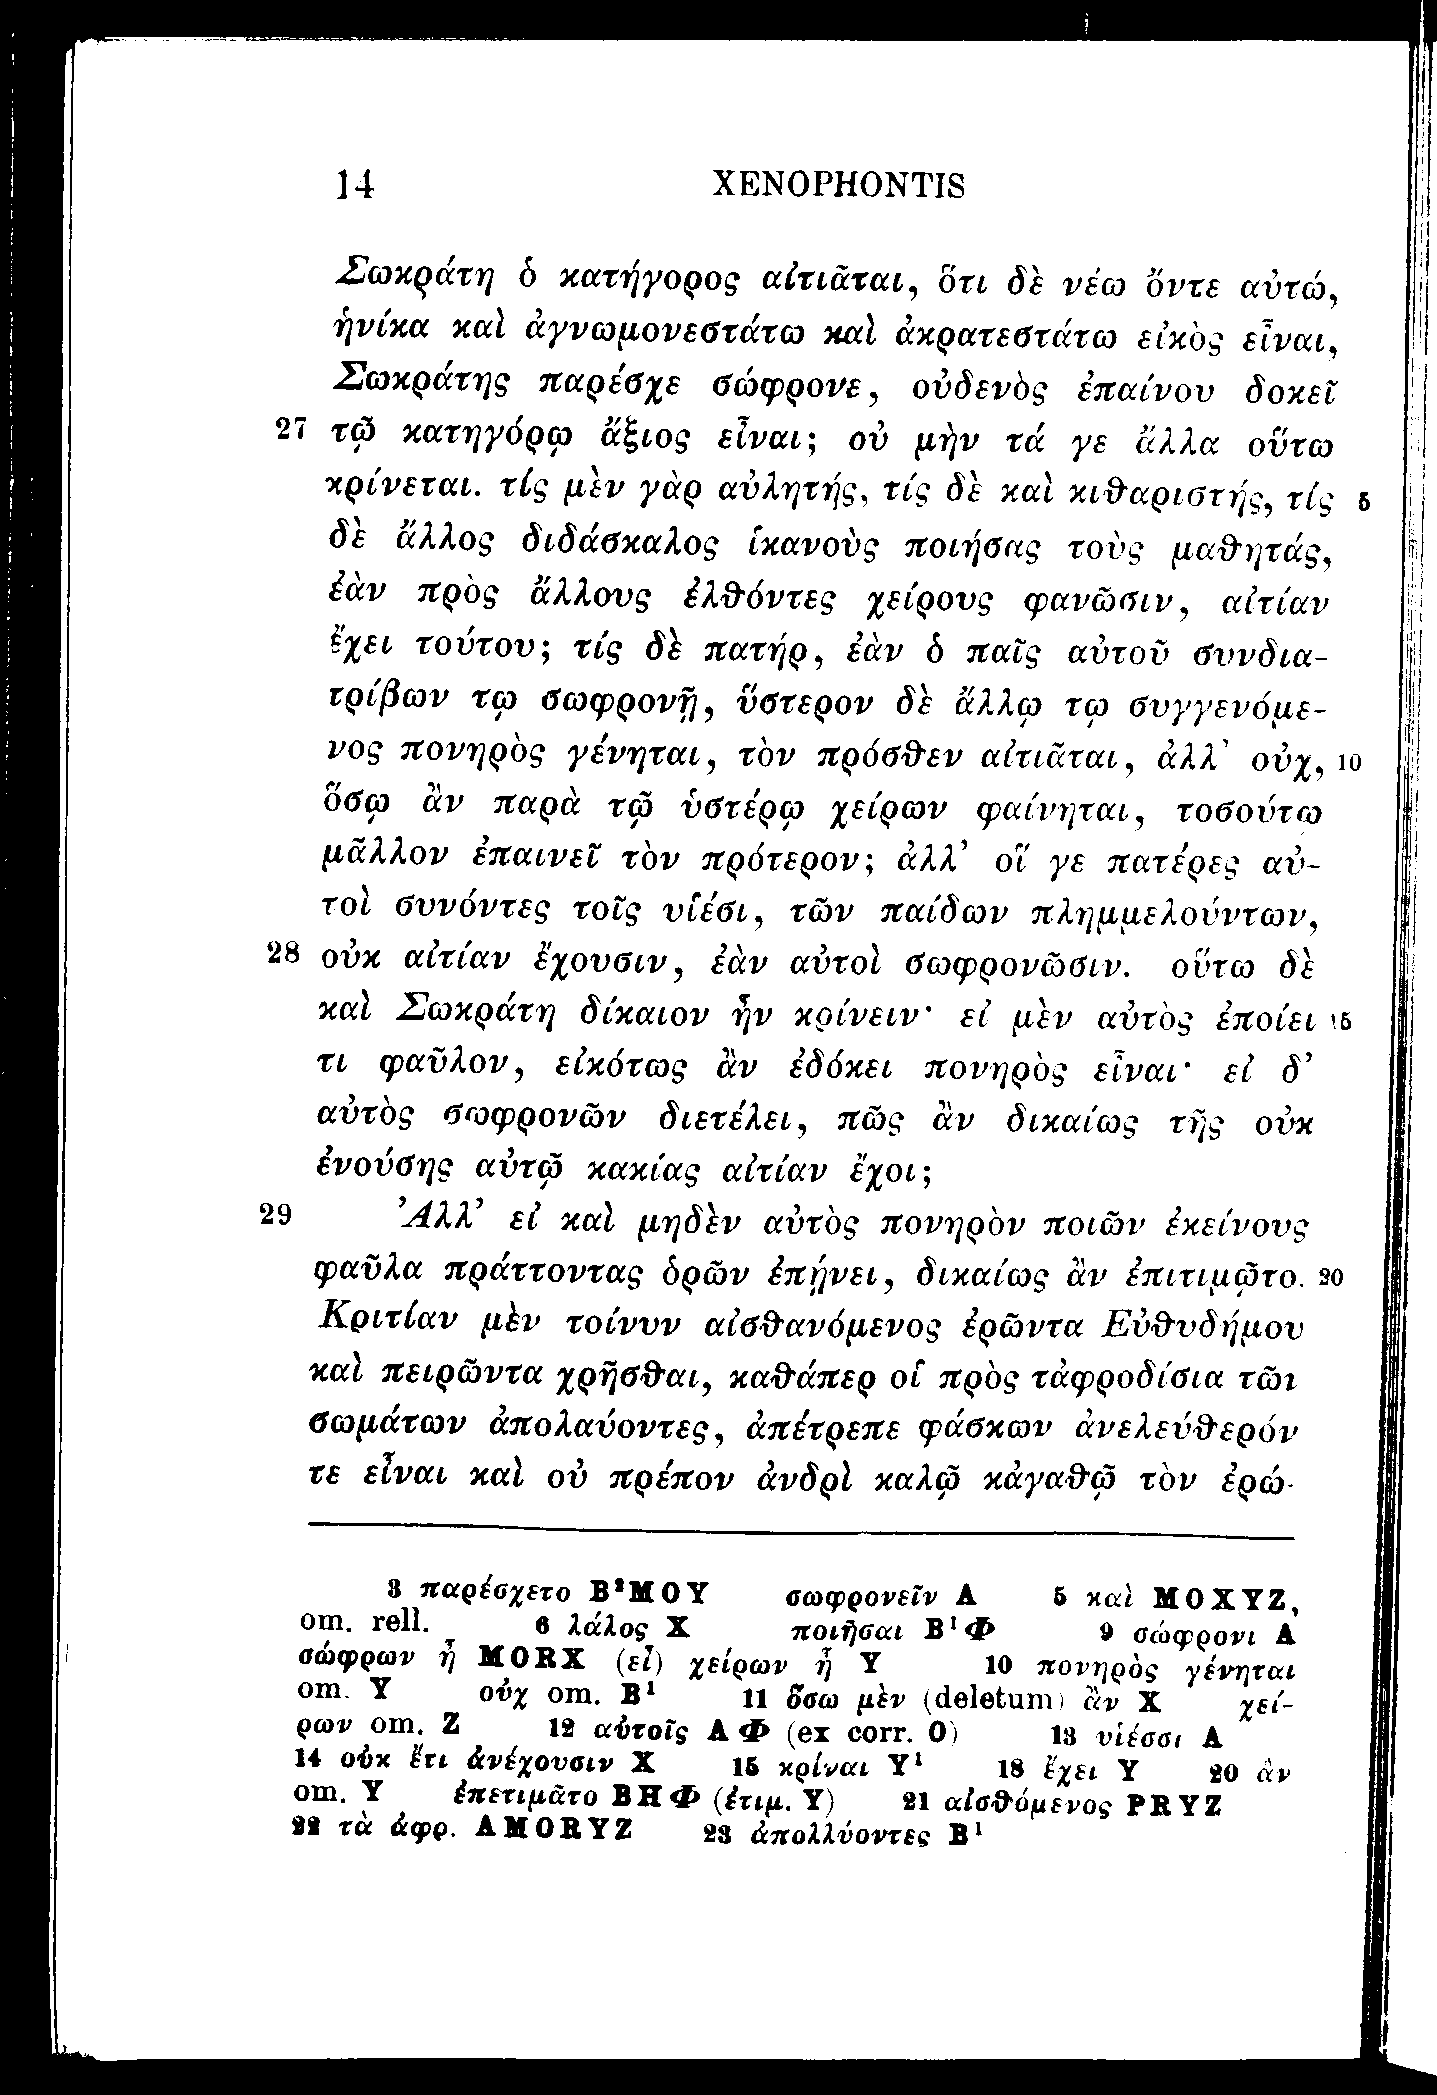 14 XENOPHONTIS
Σωκράτη ὁ κατήγορος αἰτιᾶται, ὅτι δὲ νέω ὄντε αὐτώ,
ἡνίκα καὶ ἀγνωμονεστάτω καὶ ἀκρατεστάτω εἰκὸς εἶναι,
Σωκράτης παρέσχε σώφρονε, οὐδενὸς ἐπαίνου δοκεῖ
27 τῷ κατηγόρῳ ἄξιος εἶναι; οὐ μὴν τά γε ἄλλα οὕτω
κρίνεται. τίς μὲν γὰρ αὐλητής, τίς δὲ καὶ κιθαριστής, τίς 5
δὲ ἄλλος διδάσκαλος ἱκανοὺς ποιήσας τοὺς μαθητάς,
ἐὰν πρὸς ἄλλους ἐλθόντες χείρους φανῶσιν, αἰτίαν
ἔχει τούτου; τίς δὲ πατήρ, ἐὰν ὁ παῖς αὐτοῦ συνδια-
τρίβων τῳ σωφρονῇ, ὕστερον δὲ ἄλλῳ τῳ συγγενόμε-
νος πονηρὸς γένηται, τὸν πρόσθεν αἰτιᾶται, ἀλλ' οὐχ, 10
ὅσῳ ἂν παρὰ τῷ ὑστέρῳ χείρων φαίνηται, τοσούτω
μᾶλλον ἐπαινεῖ τὸν πρότερον; ἀλλ' οἵ γε πατέρες αὐ-
τοὶ συνόντες τοῖς υἱέσι, τῶν παίδων πλημμελούντων,
28 οὐκ αἰτίαν ἔχουσιν, ἐὰν αὐτοὶ σωφρονῶσιν. οὕτω δὲ
καὶ Σωκράτη δίκαιον ἦν κρίνειν· εἰ μὲν αὐτὸς ἐποίει 15
τι φαῦλον, εἰκότως ἂν ἐδόκει πονηρὸς εἶναι· εἰ δ'
αὐτὸς σωφρονῶν διετέλει, πῶς ἂν δικαίως τῆς οὐκ
ἐνούσης αὐτῷ κακίας αἰτίαν ἔχοι;
29 Ἀλλ' εἰ καὶ μηδὲν αὐτὸς πονηρὸν ποιῶν ἐκείνους
φαῦλα πράττοντας ὁρῶν ἐπῄνει, δικαίως ἂν ἐπιτιμῷτο. 20
Κριτίαν μὲν τοίνυν αἰσθανόμενος ἐρῶντα Εὐθυδήμου
καὶ πειρῶντα χρῆσθαι, καθάπερ οἱ πρὸς τἀφροδίσια τῶι
σωμάτων ἀπολαύοντες, ἀπέτρεπε φάσκων ἀνελεύθερόν
τε εἶναι καὶ οὐ πρέπον ἀνδρὶ καλῷ κἀγαθῷ τὸν ἐρώ-
3 παρέσχετο B²MOY σωφρονεῖν A 5 καὶ MOXYZ,
om. rell. 6 λάλος X ποιῆσαι B¹Φ 9 σώφρονι A
σώφρων ᾖ MORX (εἶ) χείρων ᾖ Y 10 πονηρὸς γένηται
om. Y οὐχ om. B¹ 11 ὅσω μὲν (deletum) ἂν X χεί-
ρων om. Z 12 αὐτοῖς AΦ (ex corr. O) 13 υἱέσσι A
14 οὐκ ἔτι ἀνέχουσιν X 15 κρίναι Y¹ 18 ἔχει Y 20 ἀν
om. Y ἐπετιμᾶτο BHΦ (ἐτιμ. Y) 21 αἰσθόμενος PRYZ
22 τὰ ἀφρ. AMORYZ 23 ἀπολλύοντες B¹